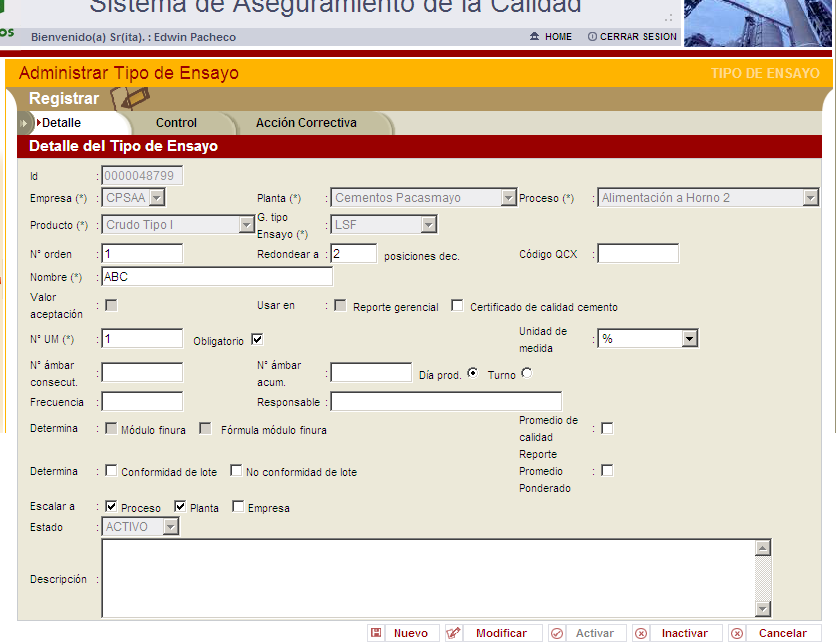 Sistema de Aseguramiento de la Calidad
os
Bienvenido(a) Sr(ita). : Edwin Pacheco HOME CERRAR SESION
Administrar Tipo de Ensayo TIPO DE ENSAYO
Registrar
Detalle Control Acción Correctiva
Detalle del Tipo de Ensayo
Id : 0000048799
Empresa (*) : CPSAA Planta (*) : Cementos Pacasmayo Proceso (*) : Alimentación a Horno 2
Producto (*) : Crudo Tipo I G. tipo Ensayo (*) : LSF
N° orden : 1 Redondear a : 2 posiciones dec. Código QCX :
Nombre (*) : ABC
Valor aceptación : Usar en : Reporte gerencial Certificado de calidad cemento
N° UM (*) : 1 Obligatorio Unidad de medida : %
N° ámbar consecut. : N° ámbar acum. : Día prod. Turno
Frecuencia : Responsable :
Determina : Módulo finura Fórmula módulo finura Promedio de calidad :
Determina : Conformidad de lote No conformidad de lote Reporte Promedio Ponderado :
Escalar a : Proceso Planta Empresa
Estado : ACTIVO
Descripción :
Nuevo Modificar Activar Inactivar Cancelar